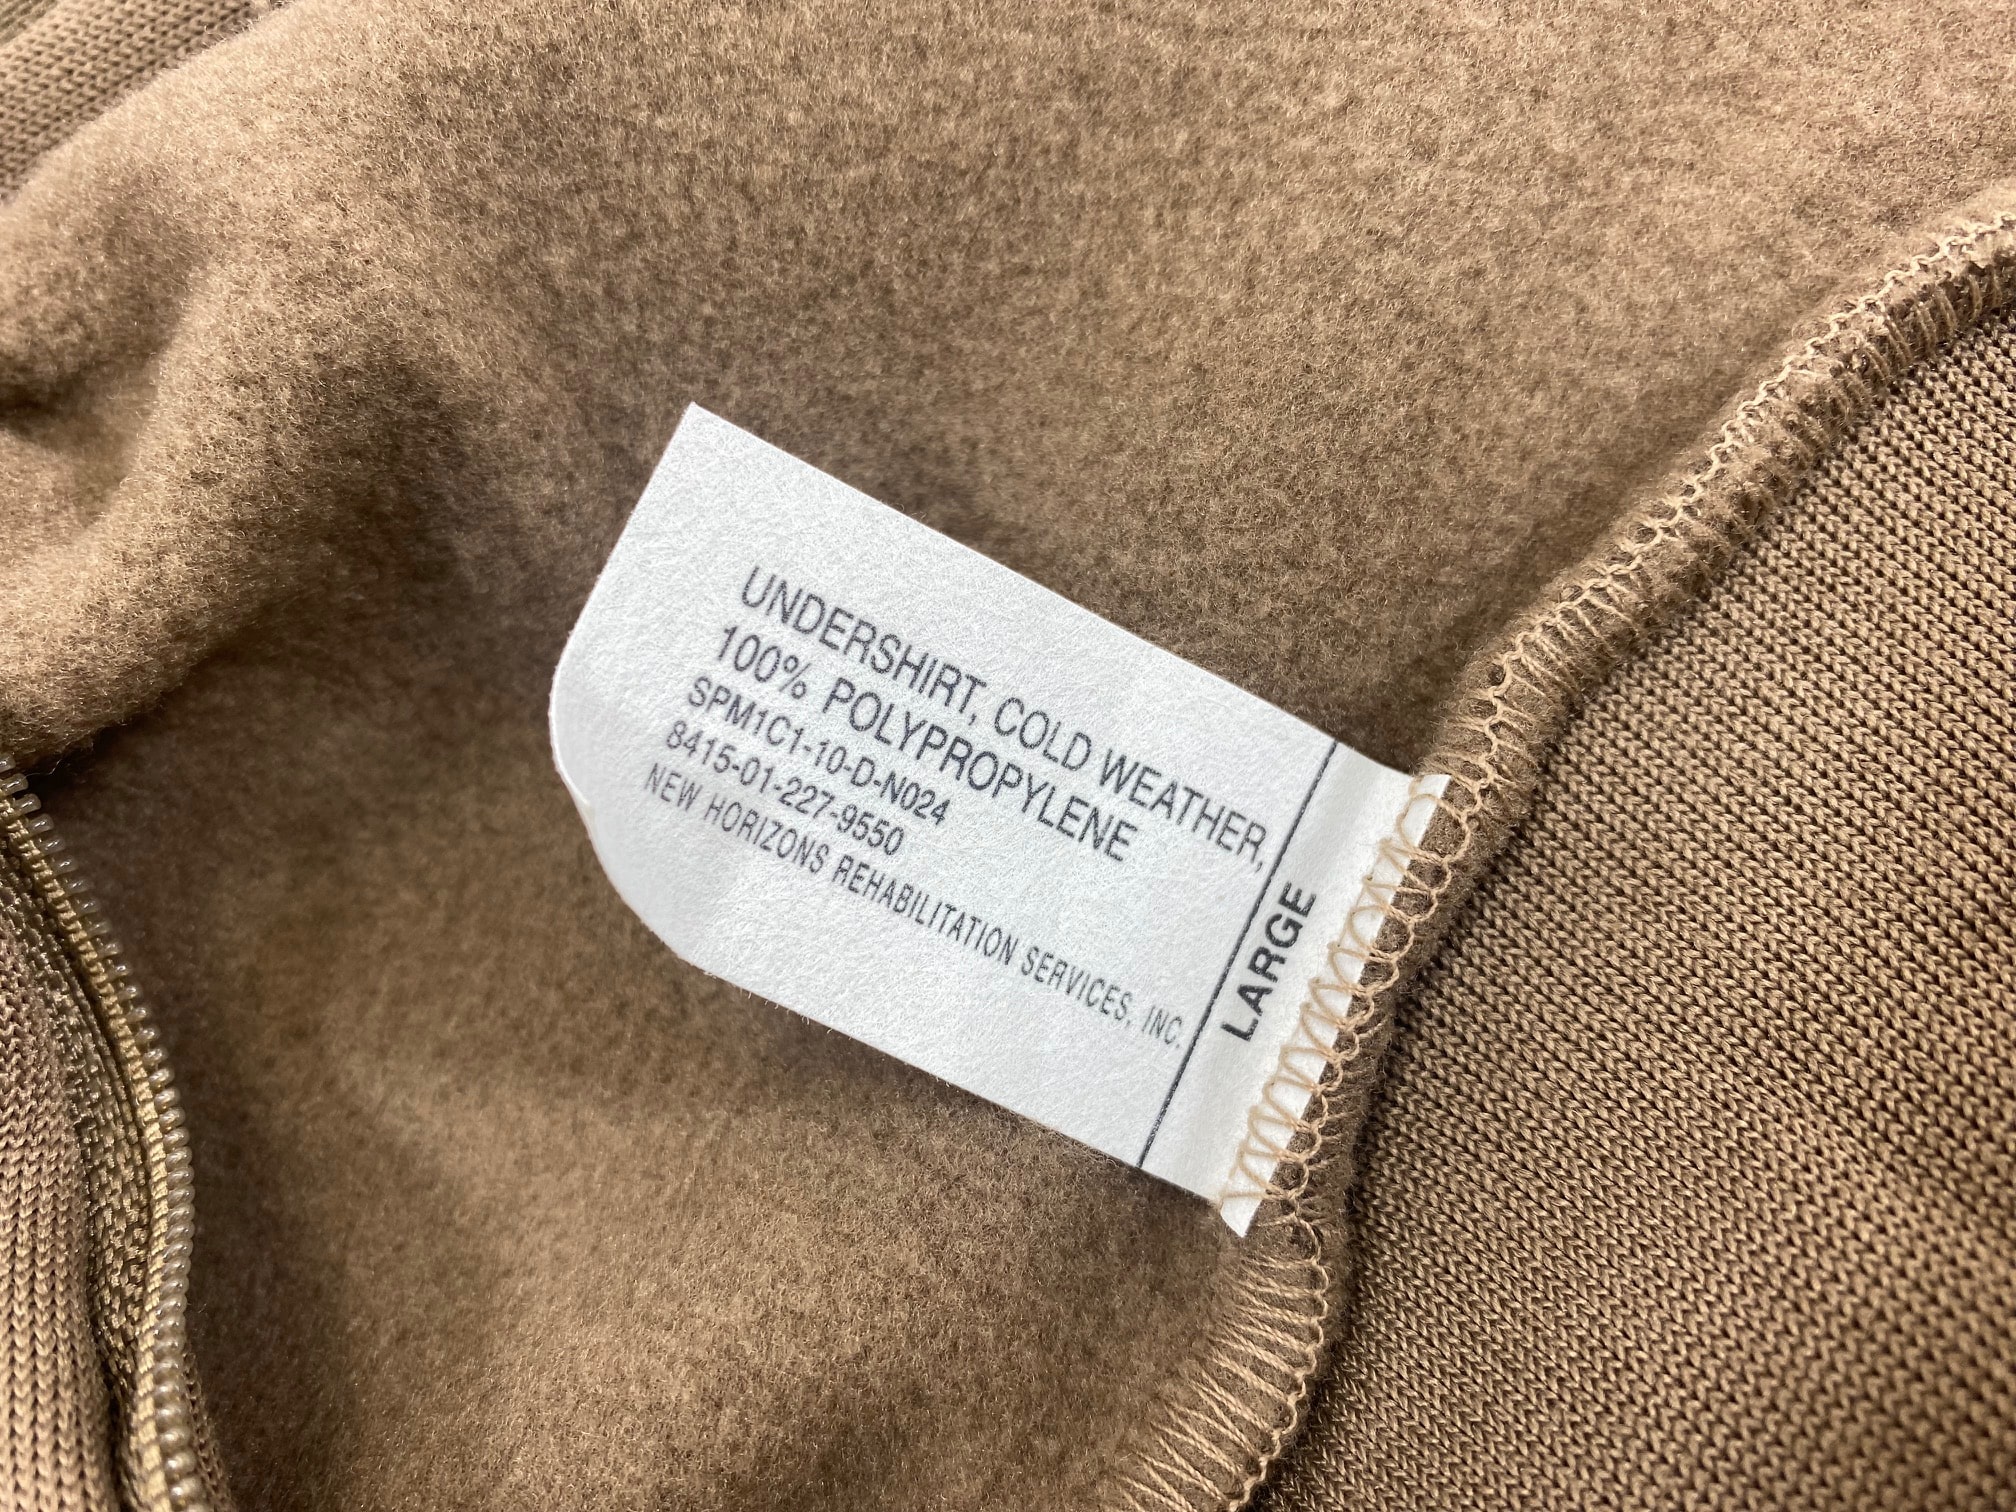 UNDERSHIRT, COLD WEATHER,
100% POLYPROPYLENE
SPM1C1-10-D-N024
8415-01-227-9550
NEW HORIZONS REHABILITATION SERVICES, INC.
LARGE